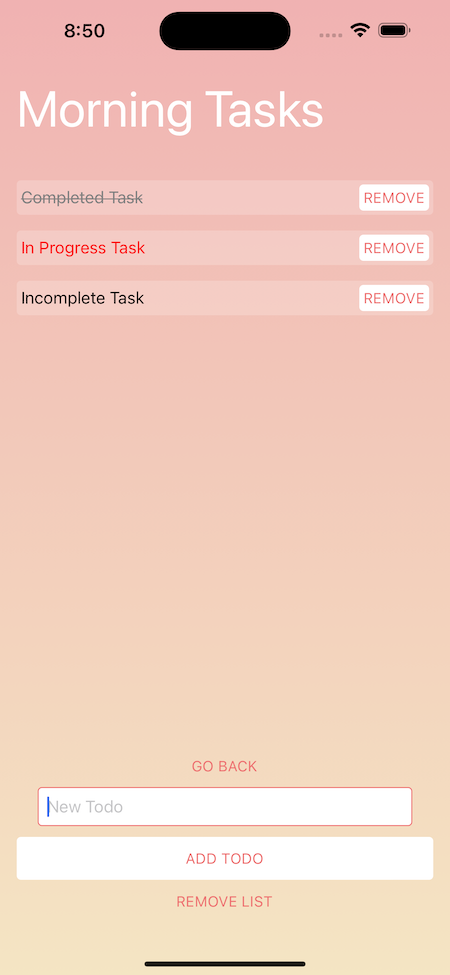 8:50
Morning Tasks
Completed Task REMOVE
In Progress Task REMOVE
Incomplete Task REMOVE
GO BACK
New Todo
ADD TODO
REMOVE LIST